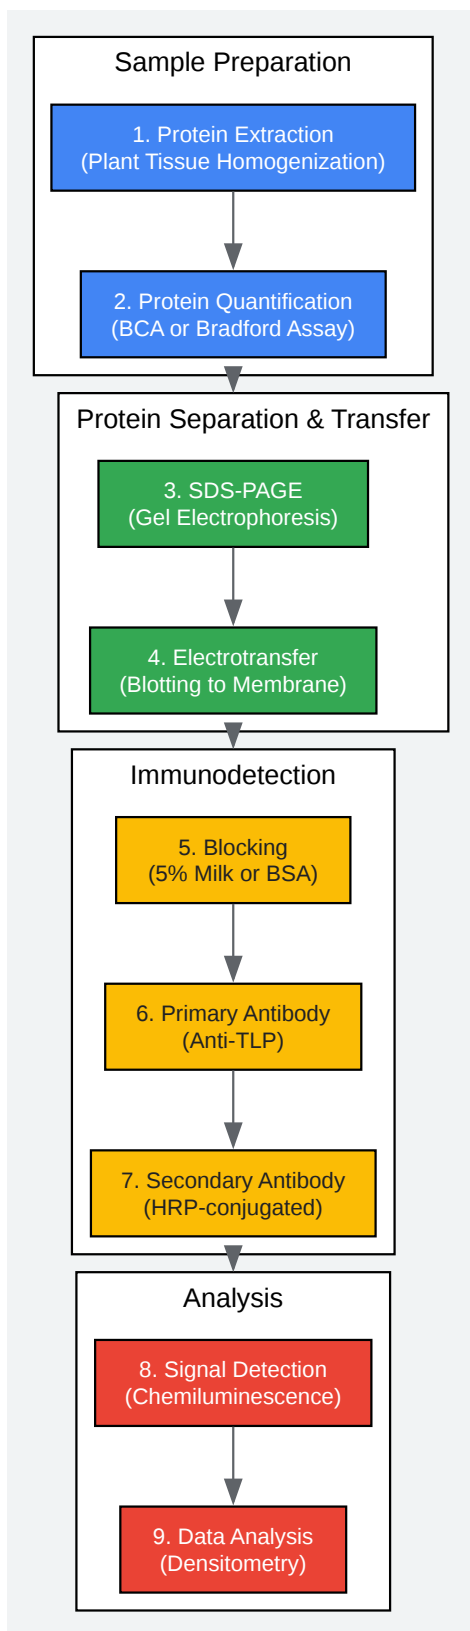 Sample Preparation
1. Protein Extraction
(Plant Tissue Homogenization)
2. Protein Quantification
(BCA or Bradford Assay)
Protein Separation & Transfer
3. SDS-PAGE
(Gel Electrophoresis)
4. Electrotransfer
(Blotting to Membrane)
Immunodetection
5. Blocking
(5% Milk or BSA)
6. Primary Antibody
(Anti-TLP)
7. Secondary Antibody
(HRP-conjugated)
Analysis
8. Signal Detection
(Chemiluminescence)
9. Data Analysis
(Densitometry)